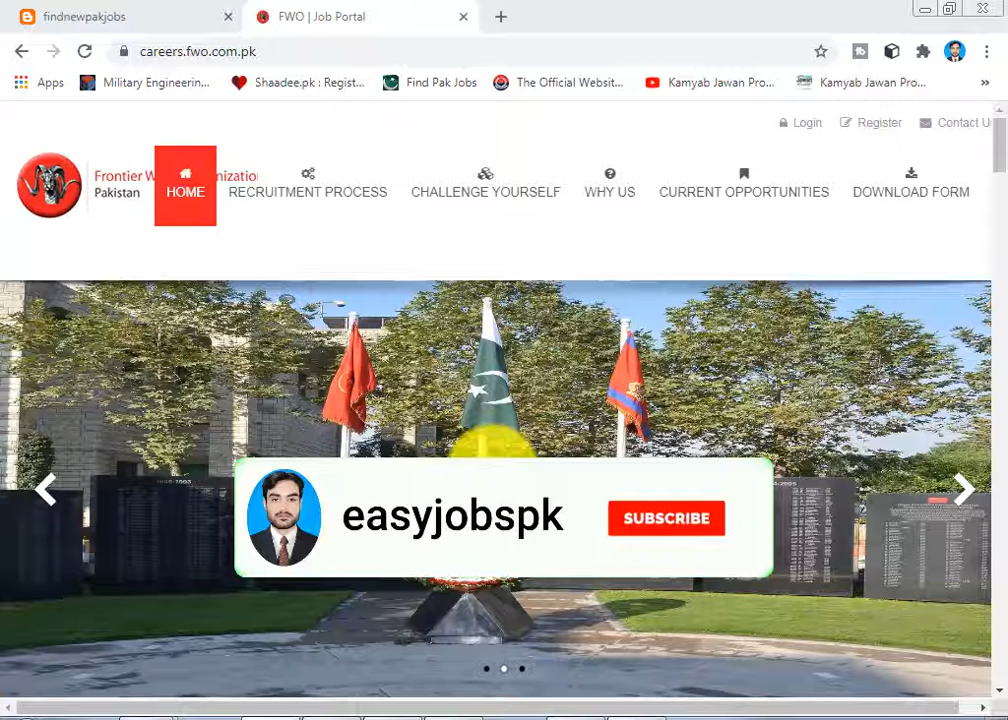 findnewpakjobs
FWO | Job Portal
careers.fwo.com.pk
Apps
Military Engineerin...
Shaadee.pk : Regist...
Find Pak Jobs
The Official Websit...
Kamyab Jawan Pro...
Kamyab Jawan Pro...
Login
Register
Contact U
Frontier W
nizatio
Pakistan
HOME
RECRUITMENT PROCESS
CHALLENGE YOURSELF
WHY US
CURRENT OPPORTUNITIES
DOWNLOAD FORM
easyjobspk
SUBSCRIBE